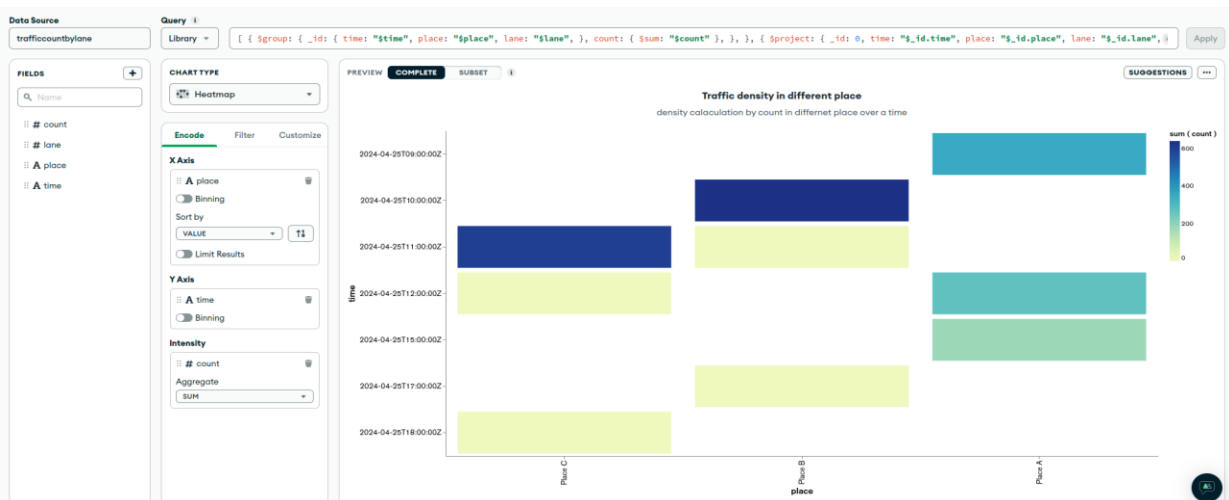 Data Source
trafficcountbylane
Query
Library
[ { $group: { _id: { time: "$time", place: "$place", lane: "$lane", }, count: { $sum: "$count" }, }, }, { $project: { _id: 0, time: "$_id.time", place: "$_id.place", lane: "$_id.lane",
Apply
FIELDS
+
Name
# count
# lane
A place
A time
CHART TYPE
Heatmap
Encode Filter Customize
X Axis
A place
Binning
Sort by
VALUE
Limit Results
Y Axis
A time
Binning
Intensity
# count
Aggregate
SUM
PREVIEW COMPLETE SUBSET
SUGGESTIONS
Traffic density in different place
density calaculation by count in differnet place over a time
time
2024-04-25T09:00:00Z
2024-04-25T10:00:00Z
2024-04-25T11:00:00Z
2024-04-25T12:00:00Z
2024-04-25T15:00:00Z
2024-04-25T17:00:00Z
2024-04-25T18:00:00Z
Place C
Place B
Place A
place
sum ( count )
600
400
200
0